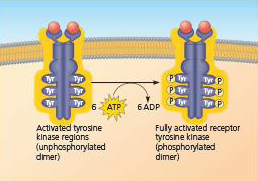 Tyr Tyr
Tyr Tyr
Tyr Tyr
P Tyr Tyr P
P Tyr Tyr P
P Tyr Tyr P
6 ATP 6 ADP
Activated tyrosine
kinase regions
(unphosphorylated
dimer)
Fully activated receptor
tyrosine kinase
(phosphorylated
dimer)